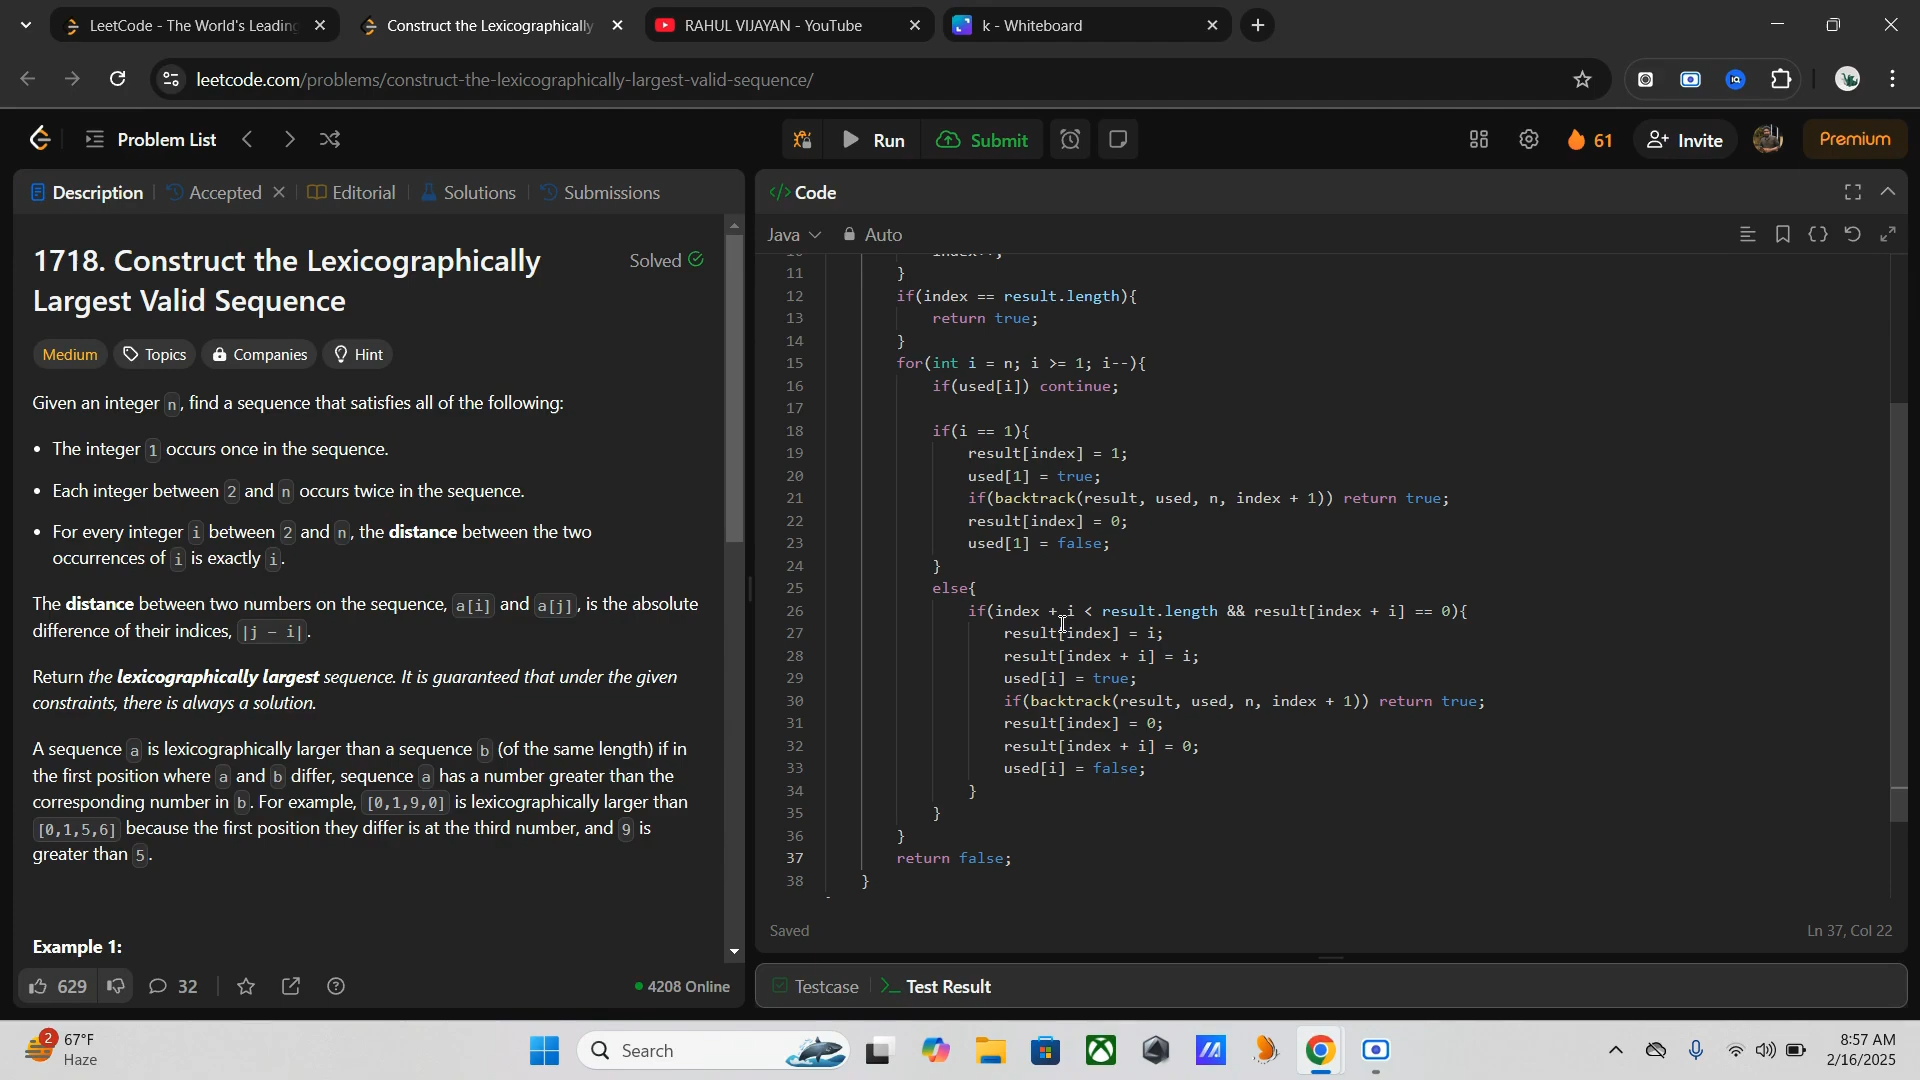 LeetCode - The World's Leading
Construct the Lexicographically
RAHUL VIJAYAN - YouTube
k - Whiteboard
leetcode.com/problems/construct-the-lexicographically-largest-valid-sequence/
Problem List
Run
Submit
61
Invite
Premium
Description
Accepted
Editorial
Solutions
Submissions
1718. Construct the Lexicographically
Largest Valid Sequence
Solved
Medium
Topics
Companies
Hint
Given an integer n, find a sequence that satisfies all of the following:
• The integer 1 occurs once in the sequence.
• Each integer between 2 and n occurs twice in the sequence.
• For every integer i between 2 and n, the distance between the two
occurrences of i is exactly i.
The distance between two numbers on the sequence, a[i] and a[j], is the absolute
difference of their indices, |j - i|.
Return the lexicographically largest sequence. It is guaranteed that under the given
constraints, there is always a solution.
A sequence a is lexicographically larger than a sequence b (of the same length) if in
the first position where a and b differ, sequence a has a number greater than the
corresponding number in b. For example, [0,1,9,0] is lexicographically larger than
[0,1,5,6] because the first position they differ is at the third number, and 9 is
greater than 5.
Example 1:
629
32
4208 Online
</> Code
Java
Auto
11 }
12 if(index == result.length){
13 return true;
14 }
15 for(int i = n; i >= 1; i--){
16 if(used[i]) continue;
17
18 if(i == 1){
19 result[index] = 1;
20 used[1] = true;
21 if(backtrack(result, used, n, index + 1)) return true;
22 result[index] = 0;
23 used[1] = false;
24 }
25 else{
26 if(index + i < result.length && result[index + i] == 0){
27 result[index] = i;
28 result[index + i] = i;
29 used[i] = true;
30 if(backtrack(result, used, n, index + 1)) return true;
31 result[index] = 0;
32 result[index + i] = 0;
33 used[i] = false;
34 }
35 }
36 }
37 return false;
38 }
Saved
Ln 37, Col 22
Testcase
Test Result
2
67°F
Haze
Search
8:57 AM
2/16/2025